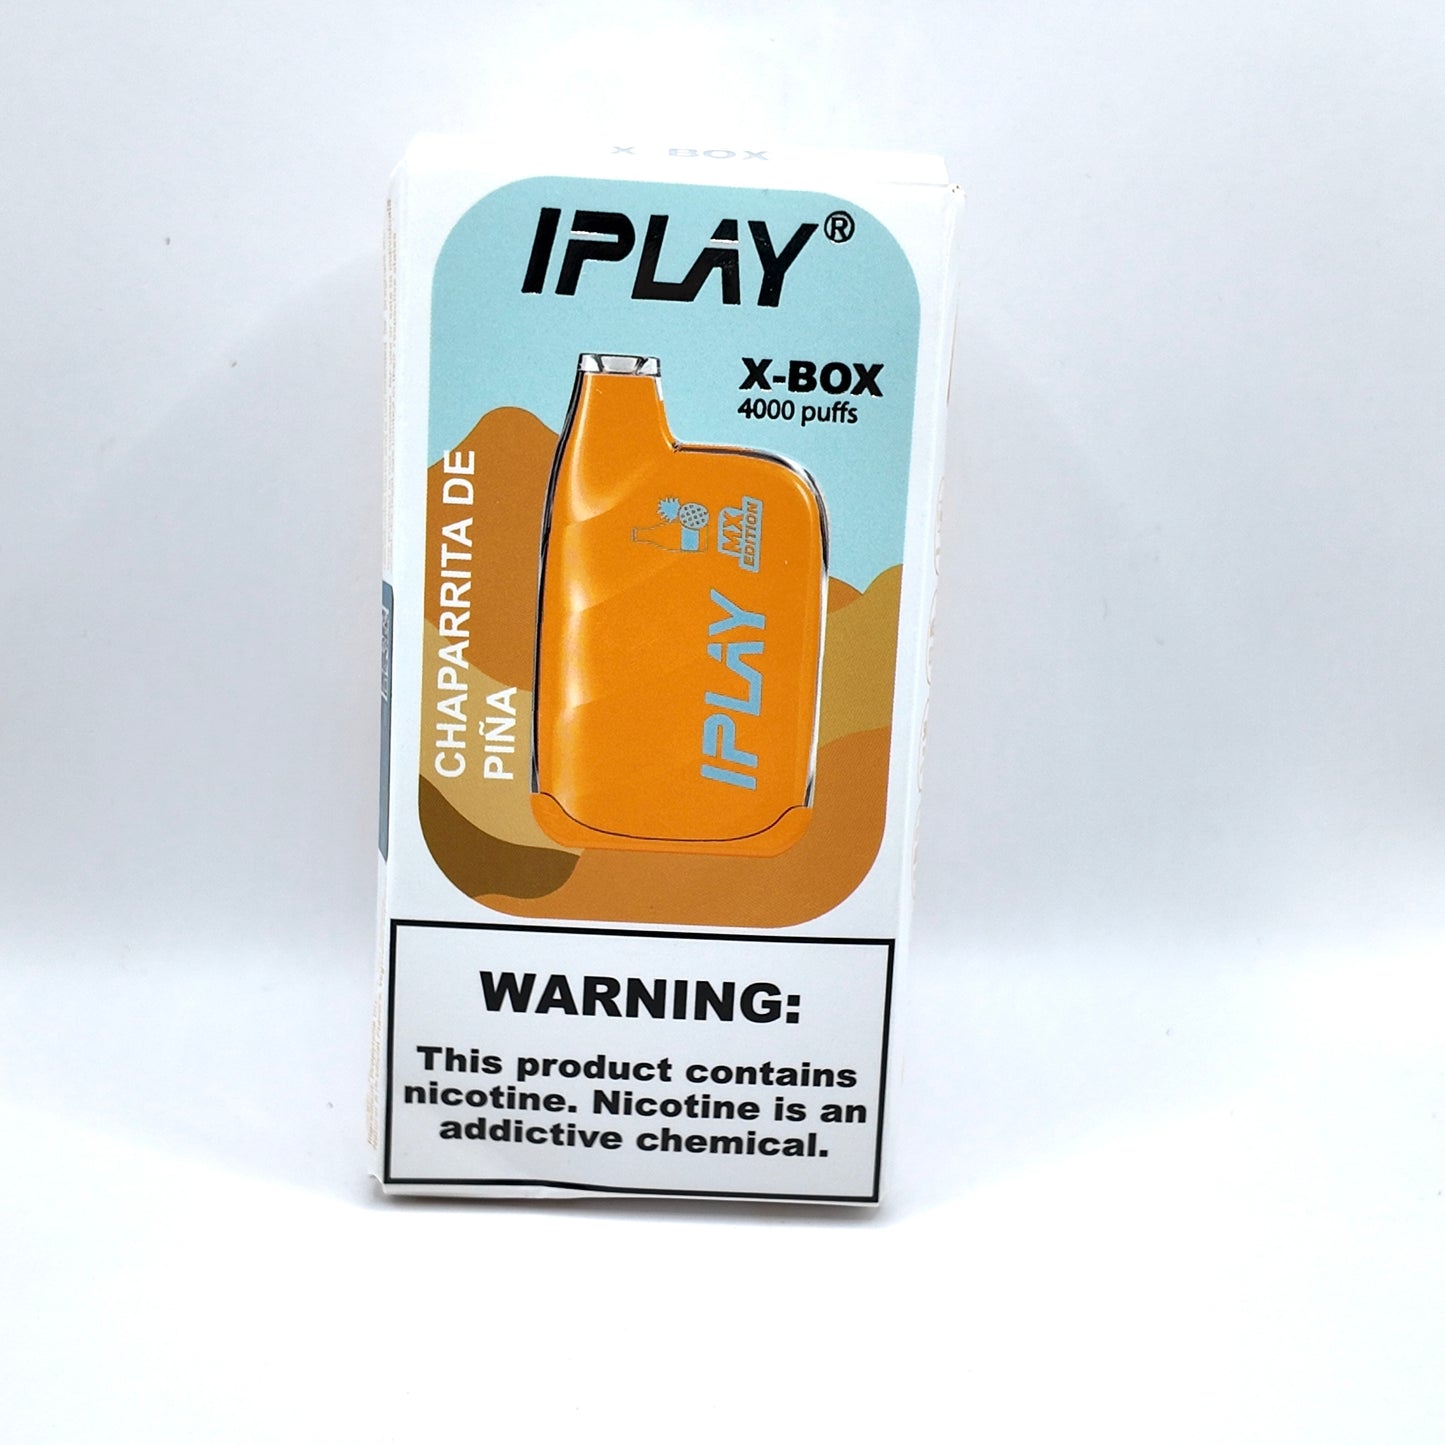 X BOX
IPLAY®
X-BOX
4000 puffs
CHAPARRITA DE
PIÑA
MX
EDITION
IPLAY
WARNING:
This product contains
nicotine. Nicotine is an
addictive chemical.